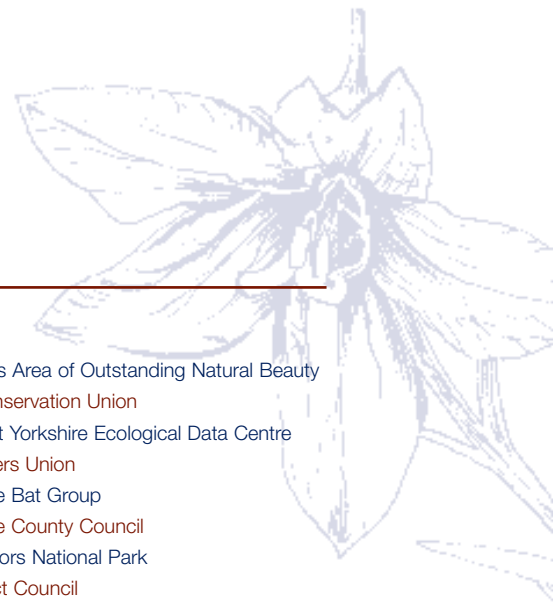 s Area of Outstanding Natural Beauty
nservation Union
t Yorkshire Ecological Data Centre
ers Union
e Bat Group
e County Council
ors National Park
ct Council